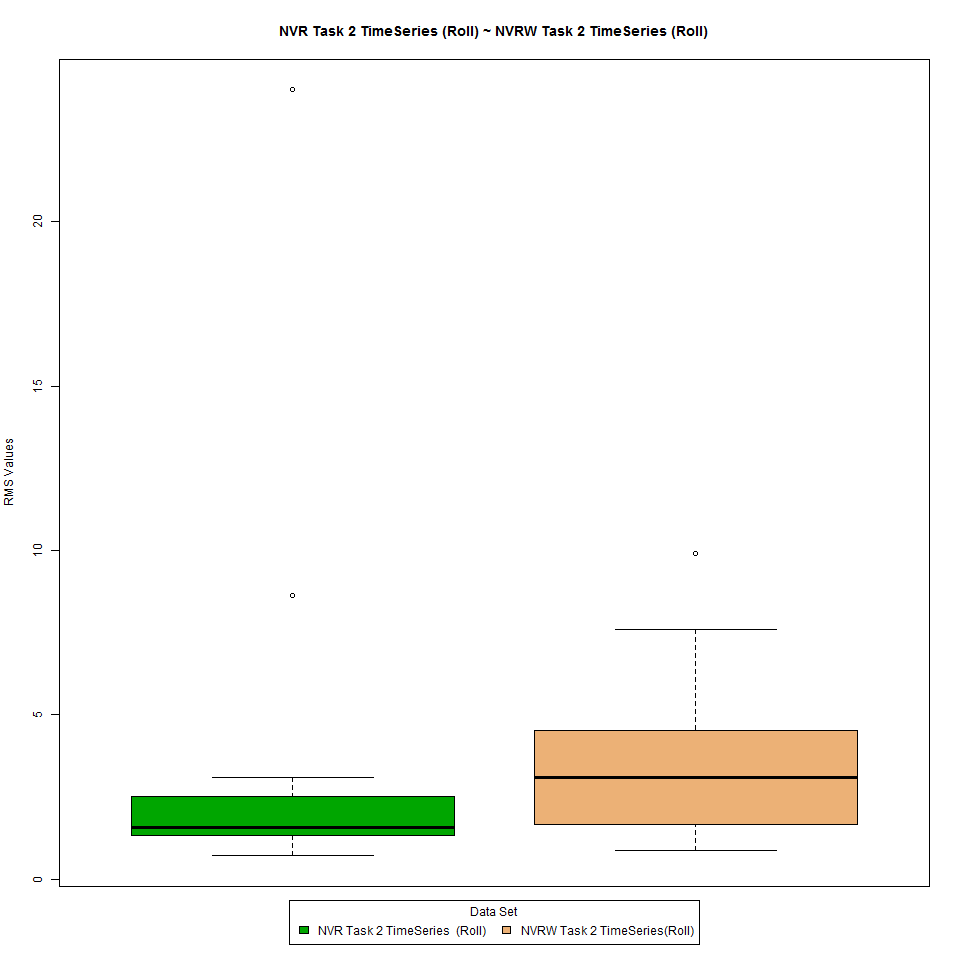 NVR Task 2 TimeSeries (Roll) ~ NVRW Task 2 TimeSeries (Roll)
20
15
10
5
0
RMS Values
Data Set
NVR Task 2 TimeSeries  (Roll) NVRW Task 2 TimeSeries(Roll)